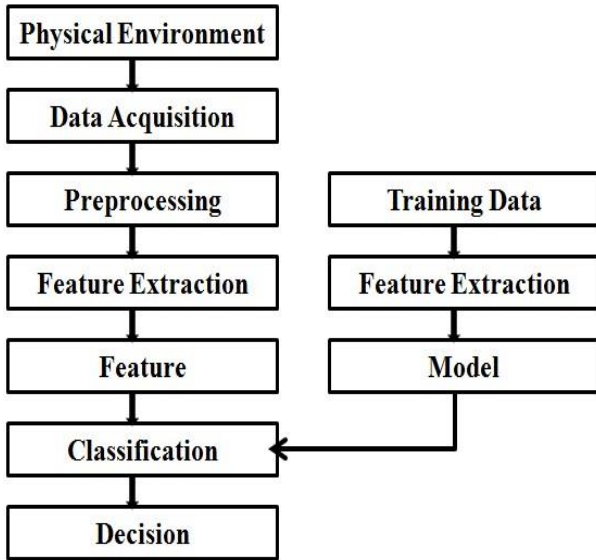 Physical Environment
Data Acquisition
Preprocessing
Feature Extraction
Feature
Classification
Decision
Training Data
Feature Extraction
Model